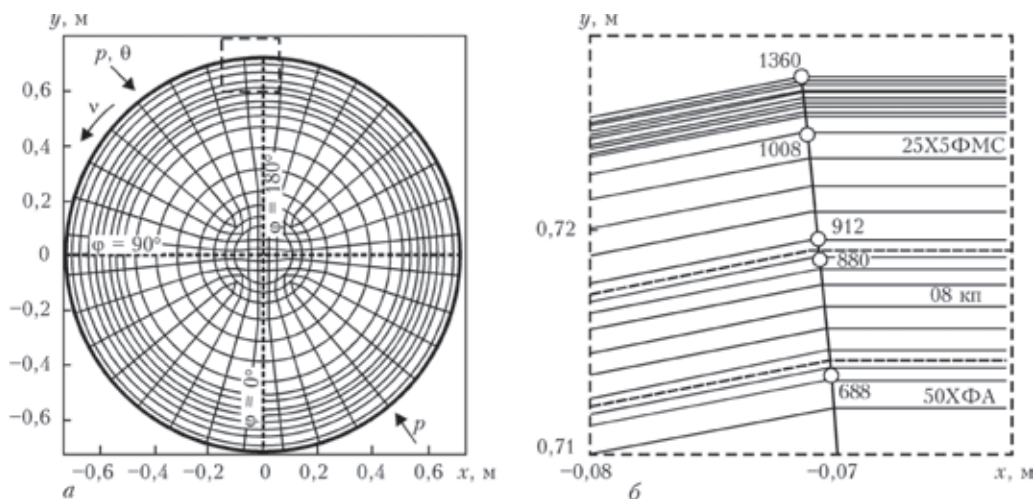 y, м
p, θ
ν
0,6
0,4
0,2
0
−0,2
−0,4
−0,6
φ = 180°
φ = 90°
φ = 0°
p
−0,6
−0,4
−0,2
0
0,2
0,4
0,6
x, м
а
y, м
1360
1008
25Х5ФМС
0,72
912
880
08 кп
688
50ХФА
0,71
−0,08
−0,07
x, м
б